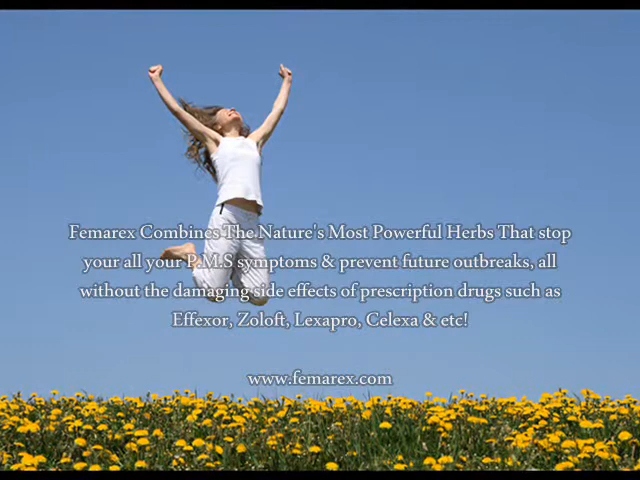 Femarex Combines The Nature's Most Powerful Herbs That stop
your all your P.M.S symptoms & prevent future outbreaks, all
without the damaging side effects of prescription drugs such as
Effexor, Zoloft, Lexapro, Celexa & etc!
www.femarex.com